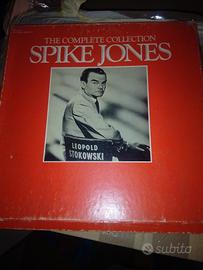 THE COMPLETE COLLECTION
SPIKE JONES
LEOPOLD
STOKOWSKI
subito